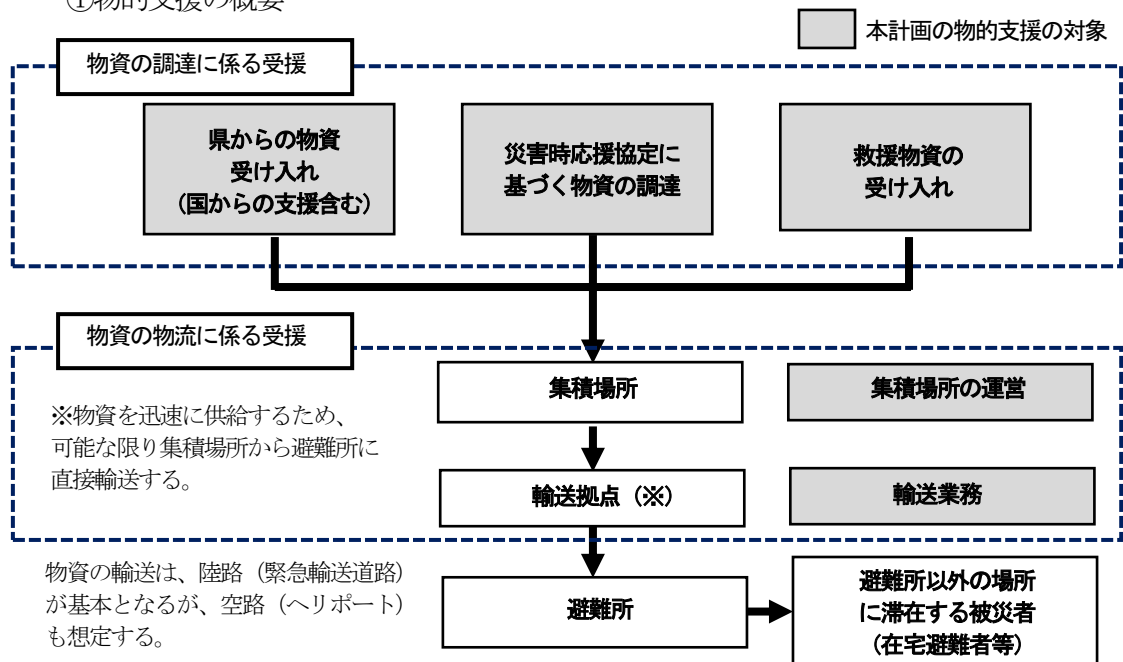 ①物的支援の概要
本計画の物的支援の対象
物資の調達に係る受援
県からの物資
受け入れ
(国からの支援含む)
災害時応援協定に
基づく物資の調達
救援物資の
受け入れ
物資の物流に係る受援
※物資を迅速に供給するため、
可能な限り集積場所から避難所に
直接輸送する。
集積場所
集積場所の運営
輸送拠点（※）
輸送業務
物資の輸送は、陸路（緊急輸送道路）
が基本となるが、空路（ヘリポート）
も想定する。
避難所
避難所以外の場所
に滞在する被災者
(在宅避難者等)